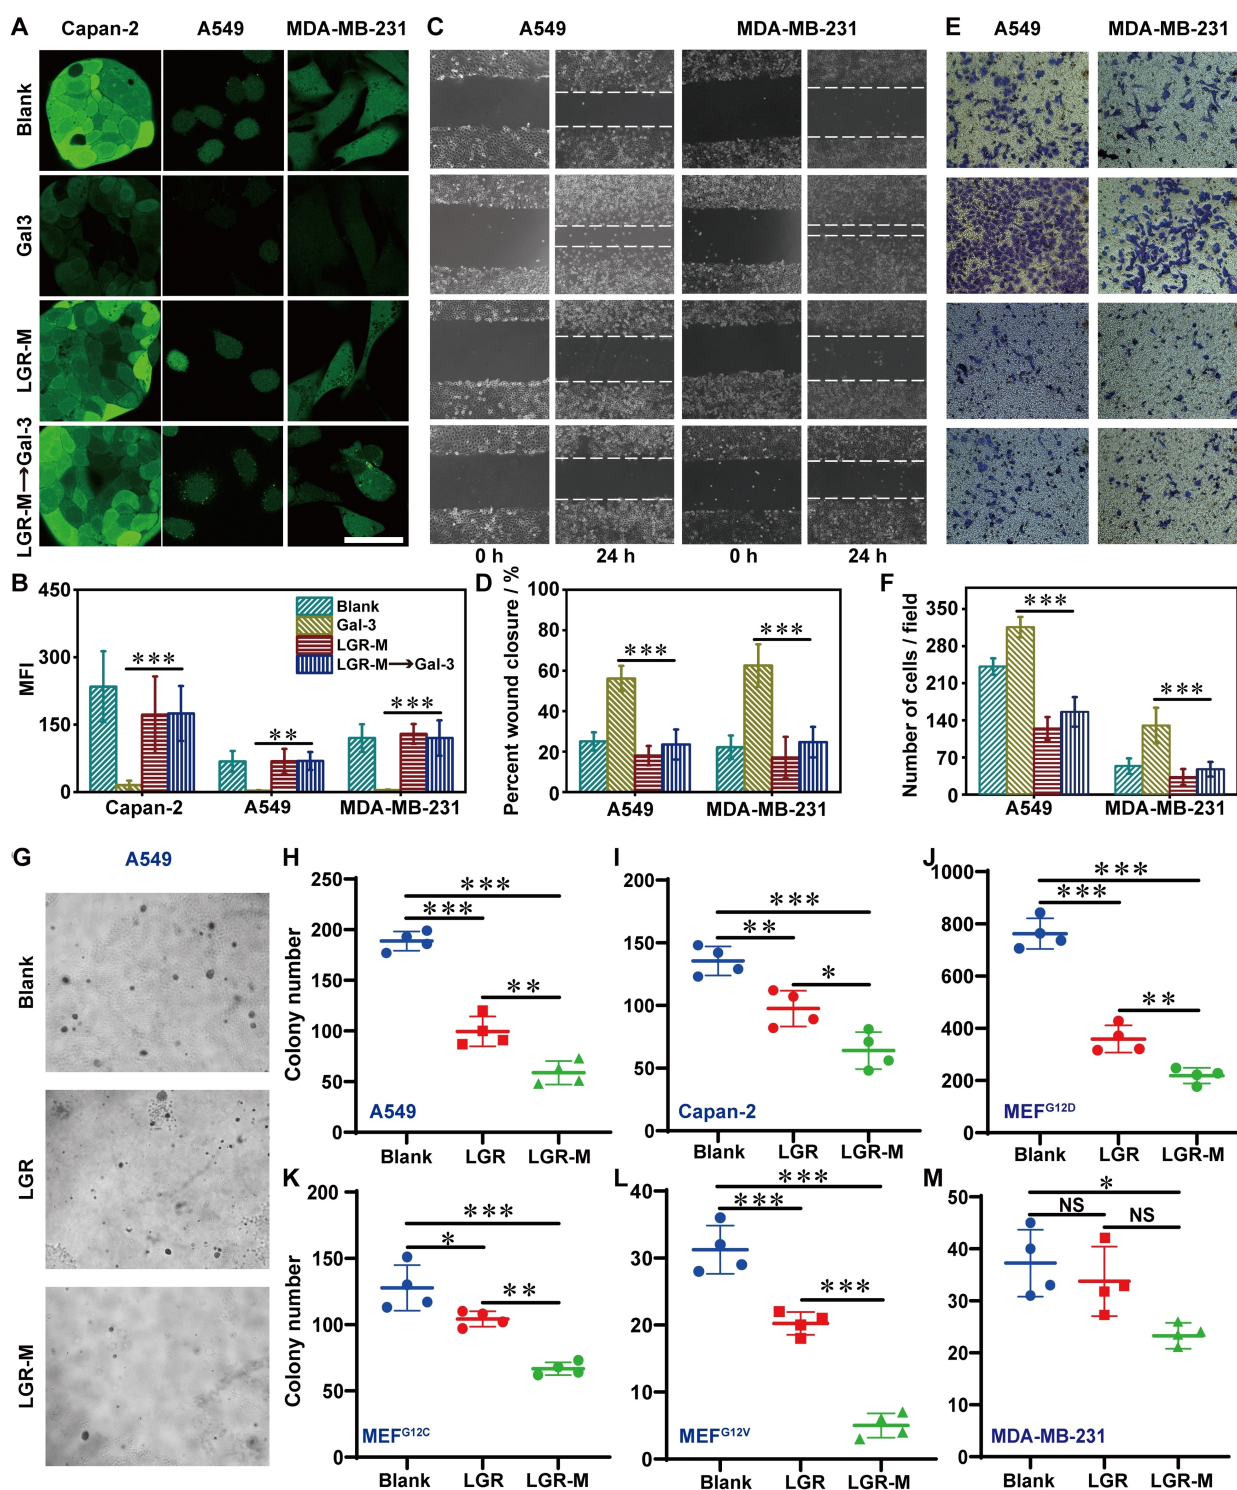 A
Capan-2
A549
MDA-MB-231
Blank
Gal3
LGR-M
LGR-M→Gal-3
C
A549
MDA-MB-231
0 h
24 h
0 h
24 h
E
A549
MDA-MB-231
B
MFI
450
300
150
0
Blank
Gal-3
LGR-M
LGR-M→Gal-3
***
**
***
Capan-2
A549
MDA-MB-231
D
Percent wound closure / %
100
80
60
40
20
0
***
***
A549
MDA-MB-231
F
Number of cells / field
350
280
210
140
70
0
***
***
A549
MDA-MB-231
G
A549
Blank
LGR
LGR-M
H
Colony number
250
200
150
100
50
0
***
***
**
A549
Blank
LGR
LGR-M
I
200
150
100
50
0
***
**
*
Capan-2
Blank
LGR
LGR-M
J
1000
800
600
400
200
0
***
***
**
MEFG12D
Blank
LGR
LGR-M
K
Colony number
200
150
100
50
0
***
*
**
MEFG12C
Blank
LGR
LGR-M
L
40
30
20
10
0
***
***
***
MEFG12V
Blank
LGR
LGR-M
M
50
40
30
20
10
0
*
NS
NS
MDA-MB-231
Blank
LGR
LGR-M